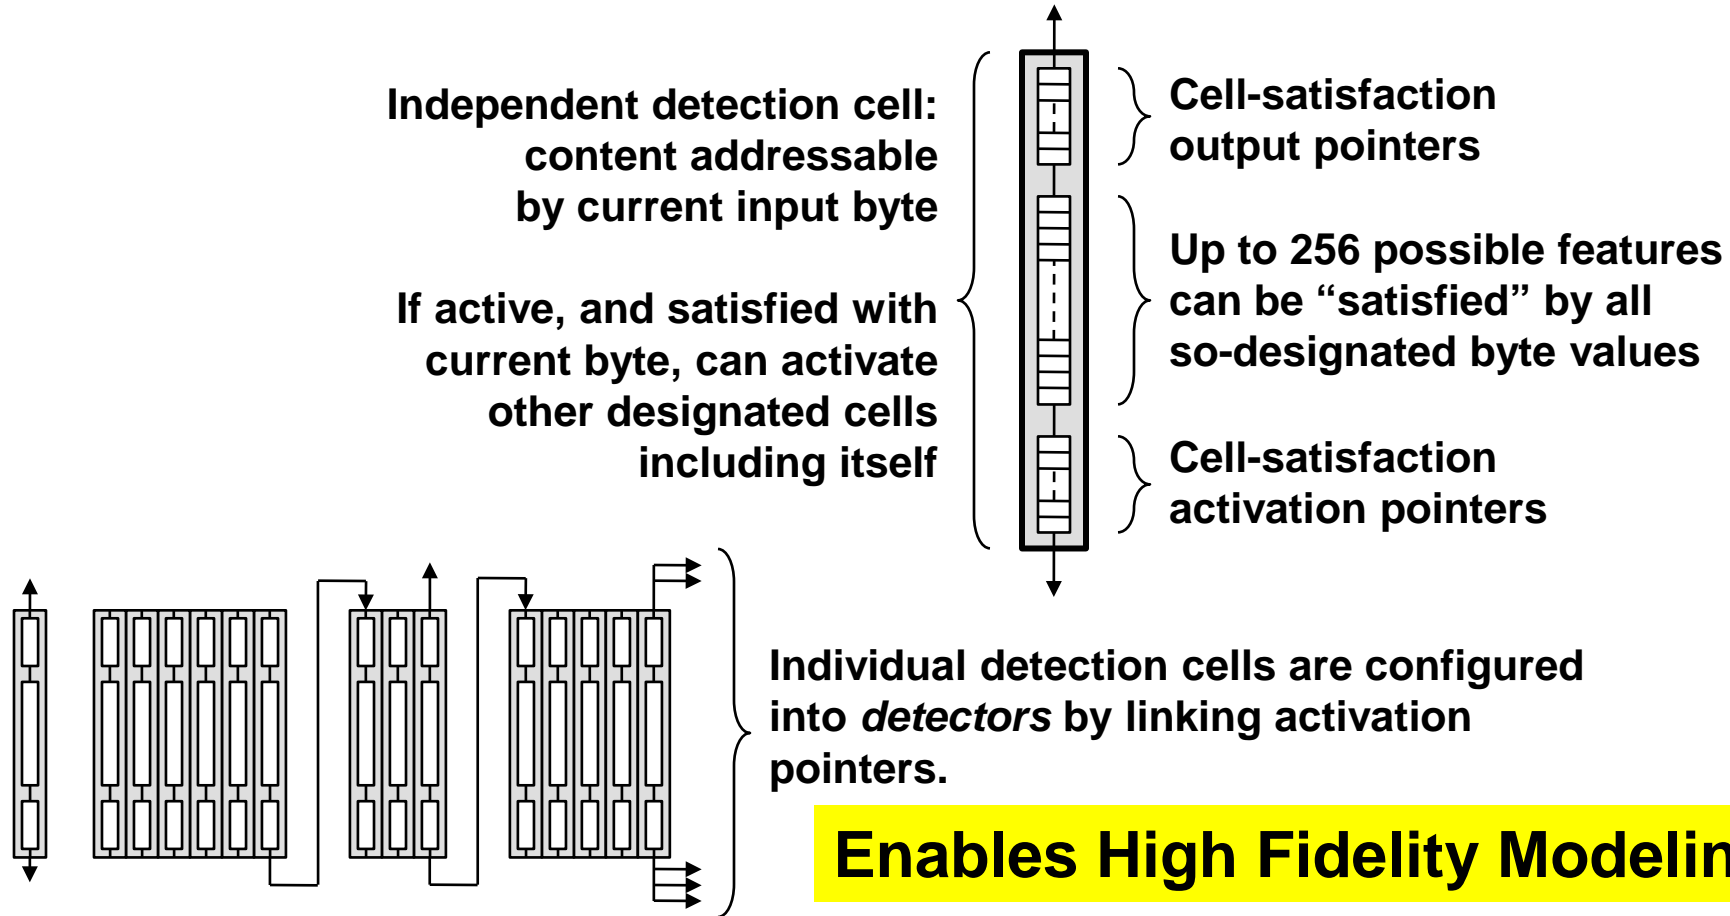 Independent detection cell:
content addressable
by current input byte
If active, and satisfied with
current byte, can activate
other designated cells
including itself
Cell-satisfaction
output pointers
Up to 256 possible features
can be “satisfied” by all
so-designated byte values
Cell-satisfaction
activation pointers
Individual detection cells are configured
into detectors by linking activation
pointers.
Enables High Fidelity Modelin